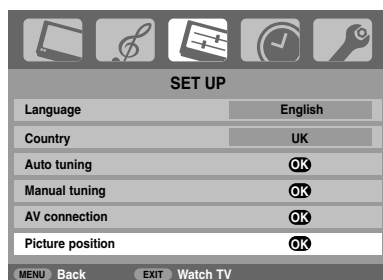 SET UP
Language English
Country UK
Auto tuning OK
Manual tuning OK
AV connection OK
Picture position OK
MENU Back EXIT Watch TV